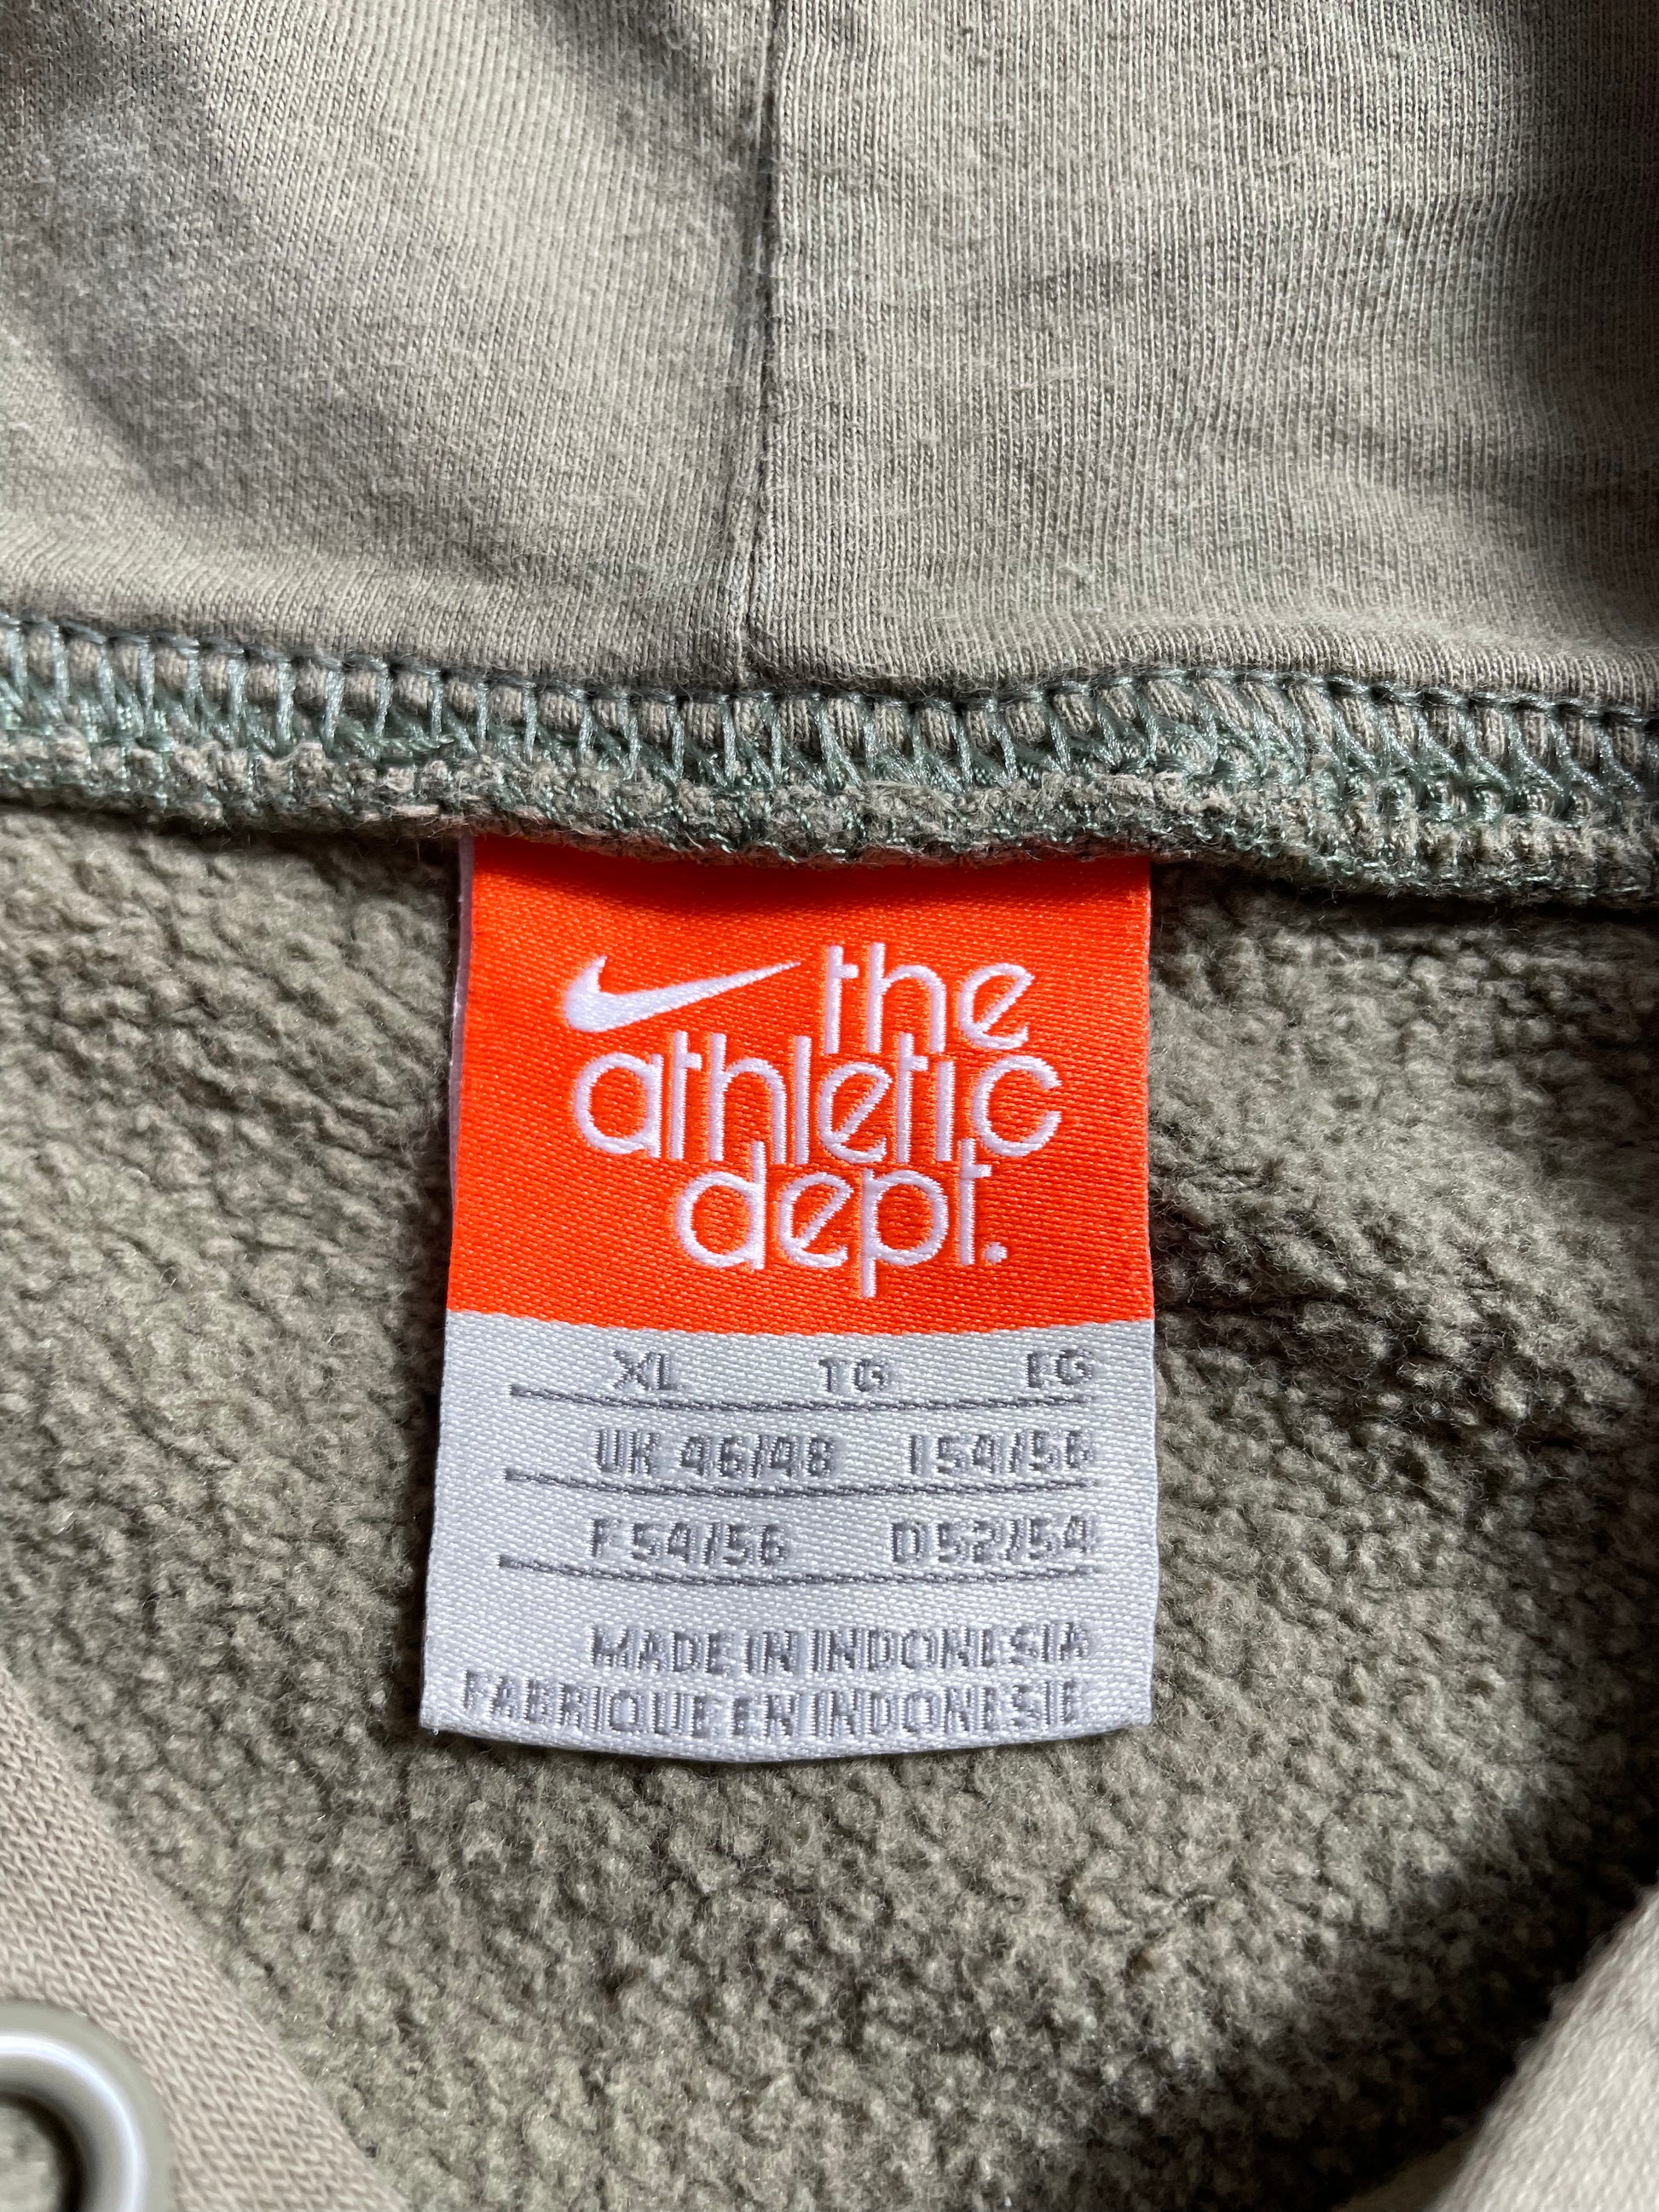 the
athletic
dept.
XL TG EG
UK 46/48 I 54/56
F 54/56 D 52/54
MADE IN INDONESIA
FABRIQUE EN INDONESIE